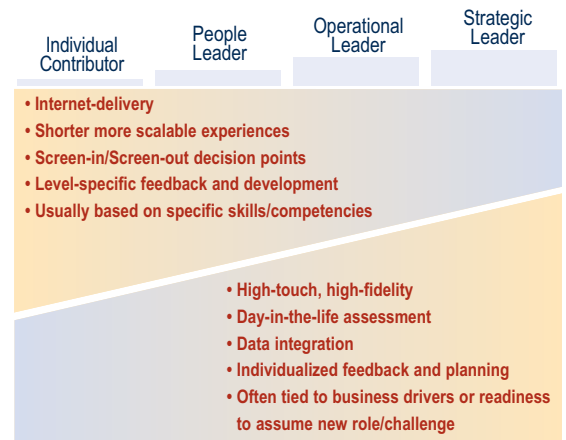 Individual
Contributor
People
Leader
Operational
Leader
Strategic
Leader
• Internet-delivery
• Shorter more scalable experiences
• Screen-in/Screen-out decision points
• Level-specific feedback and development
• Usually based on specific skills/competencies
• High-touch, high-fidelity
• Day-in-the-life assessment
• Data integration
• Individualized feedback and planning
• Often tied to business drivers or readiness
to assume new role/challenge